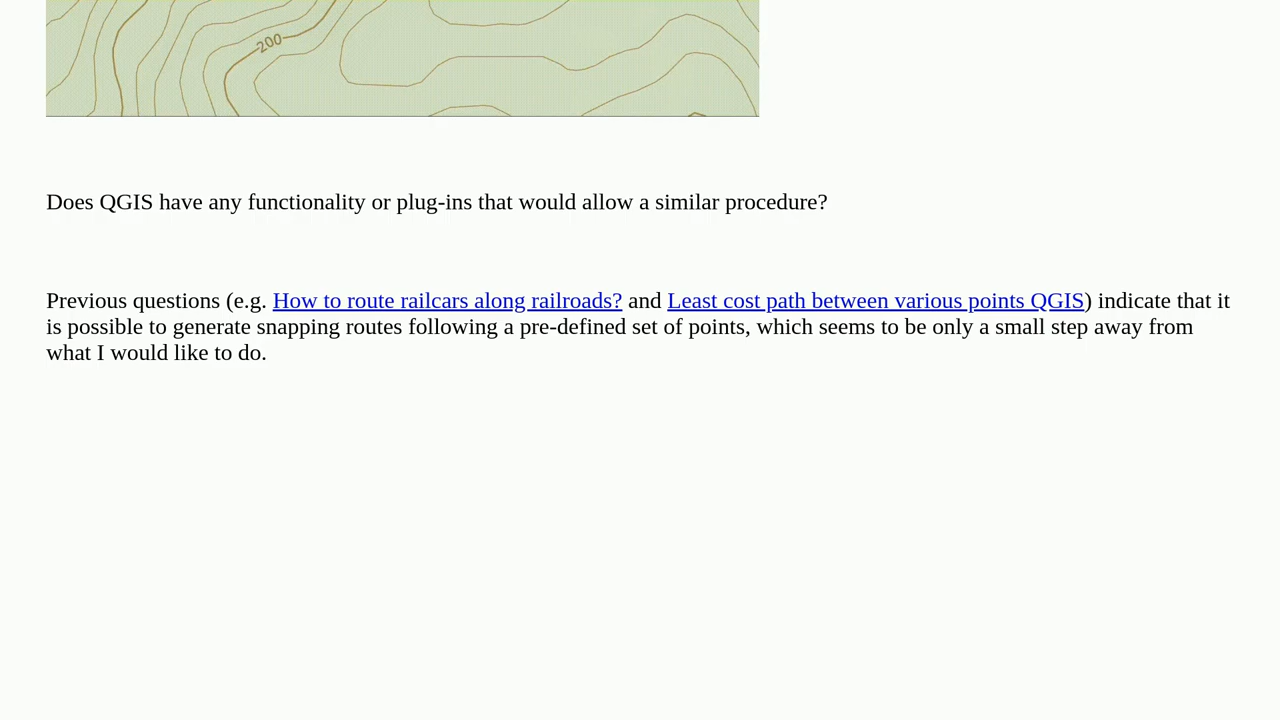 200
Does QGIS have any functionality or plug-ins that would allow a similar procedure?
Previous questions (e.g. How to route railcars along railroads? and Least cost path between various points QGIS) indicate that it
is possible to generate snapping routes following a pre-defined set of points, which seems to be only a small step away from
what I would like to do.